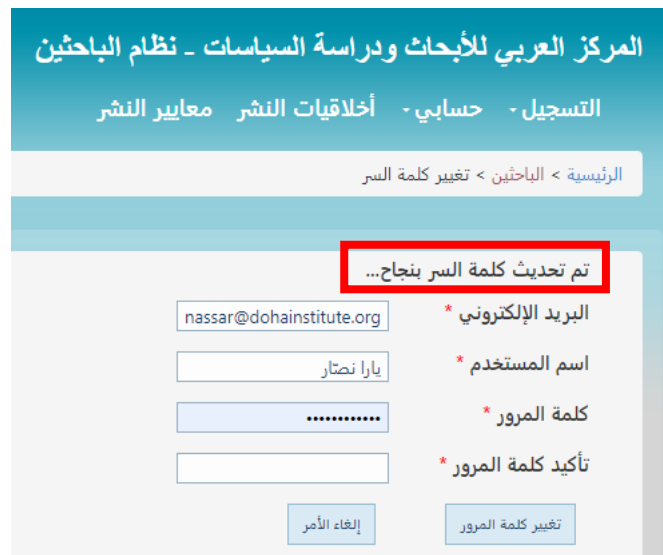 المركز العربي للأبحاث ودراسة السياسات - نظام الباحثين
التسجيل حسابي أخلاقيات النشر معايير النشر
الرئيسية > الباحثين > تغيير كلمة السر
تم تحديث كلمة السر بنجاح...
البريد الإلكتروني * nassar@dohainstitute.org
اسم المستخدم * يارا نصّار
كلمة المرور * ••••••••••••
تأكيد كلمة المرور *
تغيير كلمة المرور إلغاء الأمر